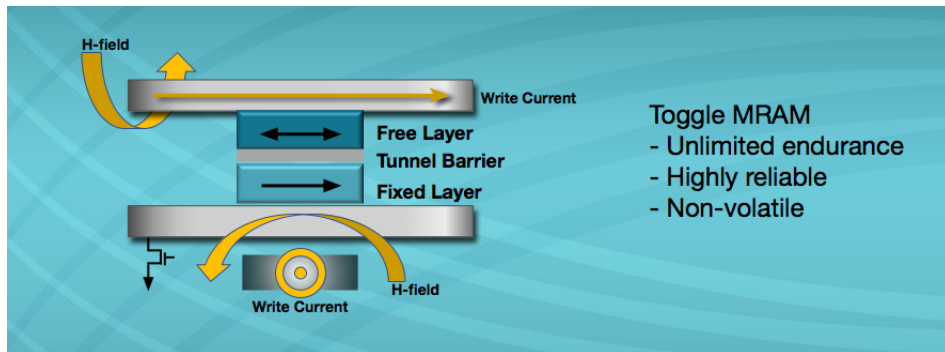 H-field
Write Current
Free Layer
Tunnel Barrier
Fixed Layer
Write Current
H-field
Toggle MRAM
- Unlimited endurance
- Highly reliable
- Non-volatile